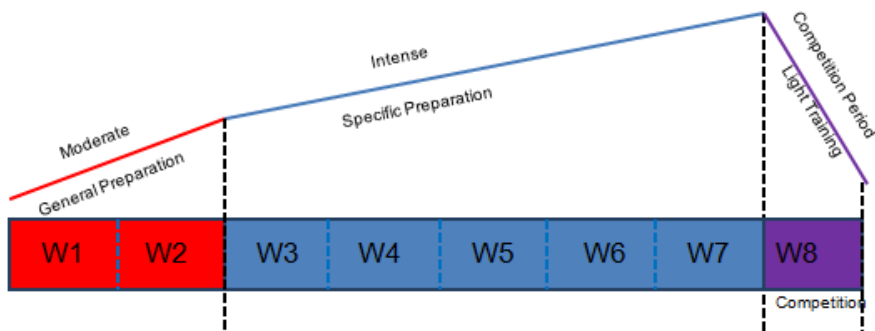 Moderate
General Preparation
Intense
Specific Preparation
Competition Period
Light Training
W1
W2
W3
W4
W5
W6
W7
W8
Competition